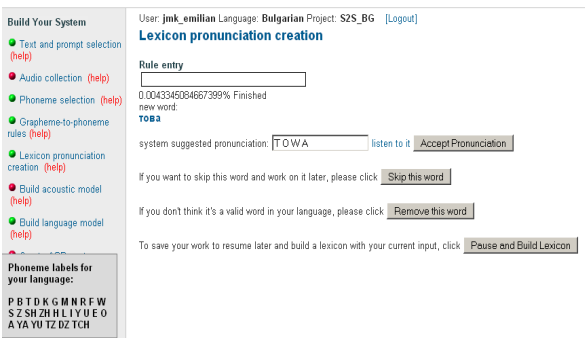 Build Your System
Text and prompt selection
(help)
Audio collection (help)
Phoneme selection (help)
Grapheme-to-phoneme
rules (help)
Lexicon pronunciation
creation (help)
Build acoustic model
(help)
Build language model
(help)
Phoneme labels for
your language:
P B T D K G M N R F W
S Z SH ZH H L I Y U E O
A YA YU TZ DZ TCH
User: jmk_emilian Language: Bulgarian Project: S2S_BG [Logout]
Lexicon pronunciation creation
Rule entry
0.0043345084667399% Finished
new word:
това
system suggested pronunciation: T O W A listen to it Accept Pronunciation
If you want to skip this word and work on it later, please click Skip this word
If you don't think it's a valid word in your language, please click Remove this word
To save your work to resume later and build a lexicon with your current input, click Pause and Build Lexicon